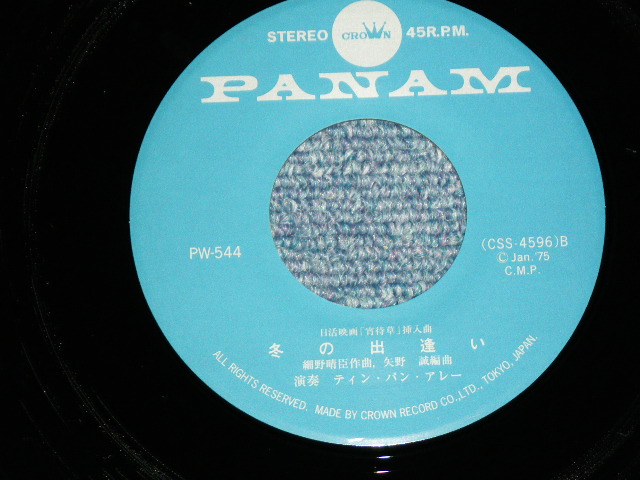 STEREO CROWN 45R.P.M.
PANAM
PW-544
(CSS-4596)B
© Jan.'75
C.M.P.
日活映画「宵待草」挿入曲
冬の出逢い
細野晴臣作曲，矢野 誠編曲
演奏 ティン・パン・アレー
ALL RIGHTS RESERVED. MADE BY CROWN RECORD CO.,LTD., TOKYO, JAPAN.